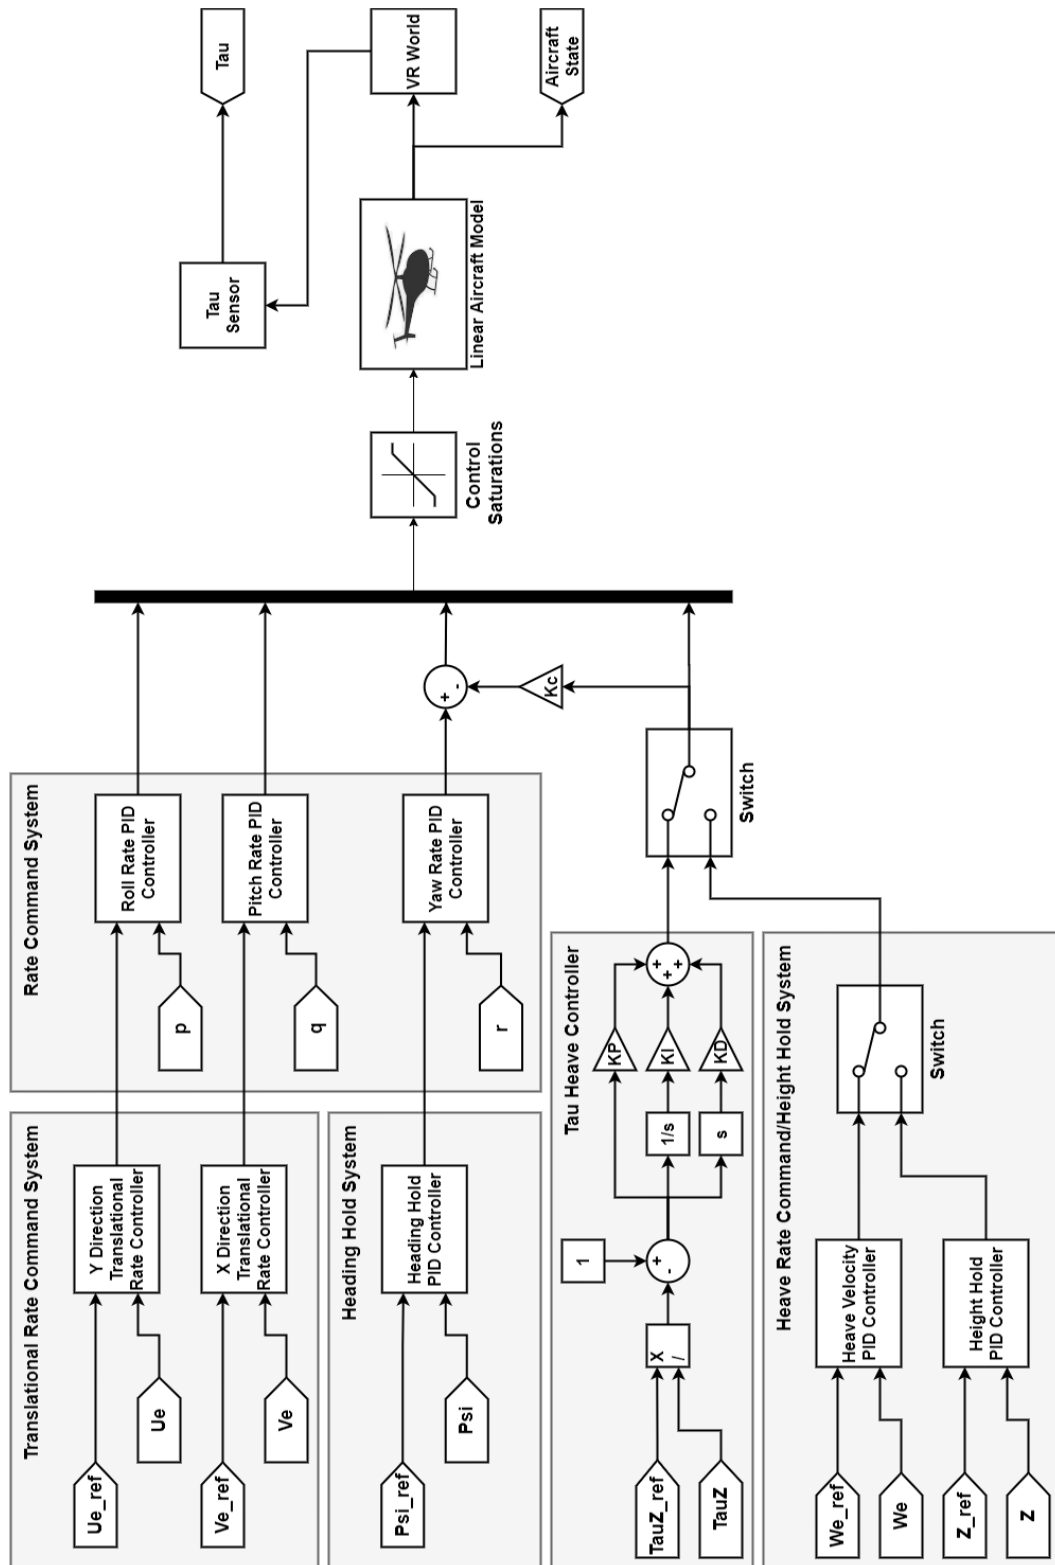 Translational Rate Command System
Ue_ref
Ue
Y Direction
Translational
Rate Controller
Ve_ref
Ve
X Direction
Translational
Rate Controller
Rate Command System
p
Roll Rate PID
Controller
q
Pitch Rate PID
Controller
r
Yaw Rate PID
Controller
Heading Hold System
Psi_ref
Psi
Heading Hold
PID Controller
+
-
Kc
Tau Heave Controller
TauZ_ref
TauZ
X
/
1
+
-
1/s
s
KP
KI
KD
+
+
+
Switch
Heave Rate Command/Height Hold System
We_ref
We
Heave Velocity
PID Controller
Z_ref
Z
Height Hold
PID Controller
Switch
Control
Saturations
Linear Aircraft Model
Tau
Sensor
Tau
VR World
Aircraft
State